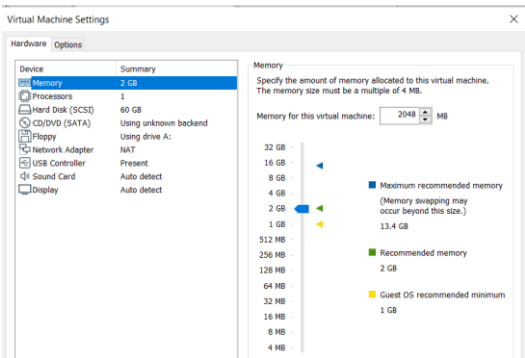 Virtual Machine Settings
Hardware Options
Device Summary
Memory 2 GB
Processors 1
Hard Disk (SCSI) 60 GB
CD/DVD (SATA) Using unknown backend
Floppy Using drive A:
Network Adapter NAT
USB Controller Present
Sound Card Auto detect
Display Auto detect
Memory
Specify the amount of memory allocated to this virtual machine.
The memory size must be a multiple of 4 MB.
Memory for this virtual machine: 2048 MB
32 GB
16 GB
8 GB
4 GB
2 GB
1 GB
512 MB
256 MB
128 MB
64 MB
32 MB
16 MB
8 MB
4 MB
Maximum recommended memory
(Memory swapping may
occur beyond this size.)
13.4 GB
Recommended memory
2 GB
Guest OS recommended minimum
1 GB